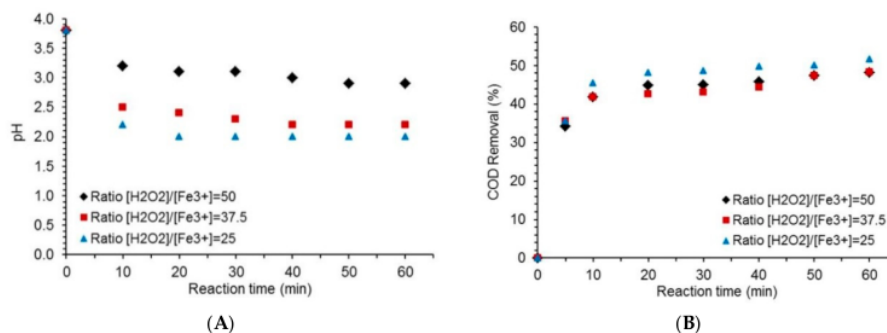 4.0
3.5
3.0
2.5
2.0
1.5
1.0
0.5
0.0
pH
Ratio [H2O2]/[Fe3+]=50
Ratio [H2O2]/[Fe3+]=37.5
Ratio [H2O2]/[Fe3+]=25
0 10 20 30 40 50 60
Reaction time (min)
(A)
60
50
40
30
20
10
0
COD Removal (%)
Ratio [H2O2]/[Fe3+]=50
Ratio [H2O2]/[Fe3+]=37.5
Ratio [H2O2]/[Fe3+]=25
0 10 20 30 40 50 60
Reaction time (min)
(B)